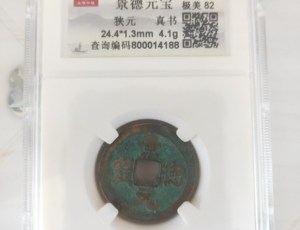 景德元宝 极美 82
狭元 真书
24.4*1.3mm 4.1g
查询编码800014188